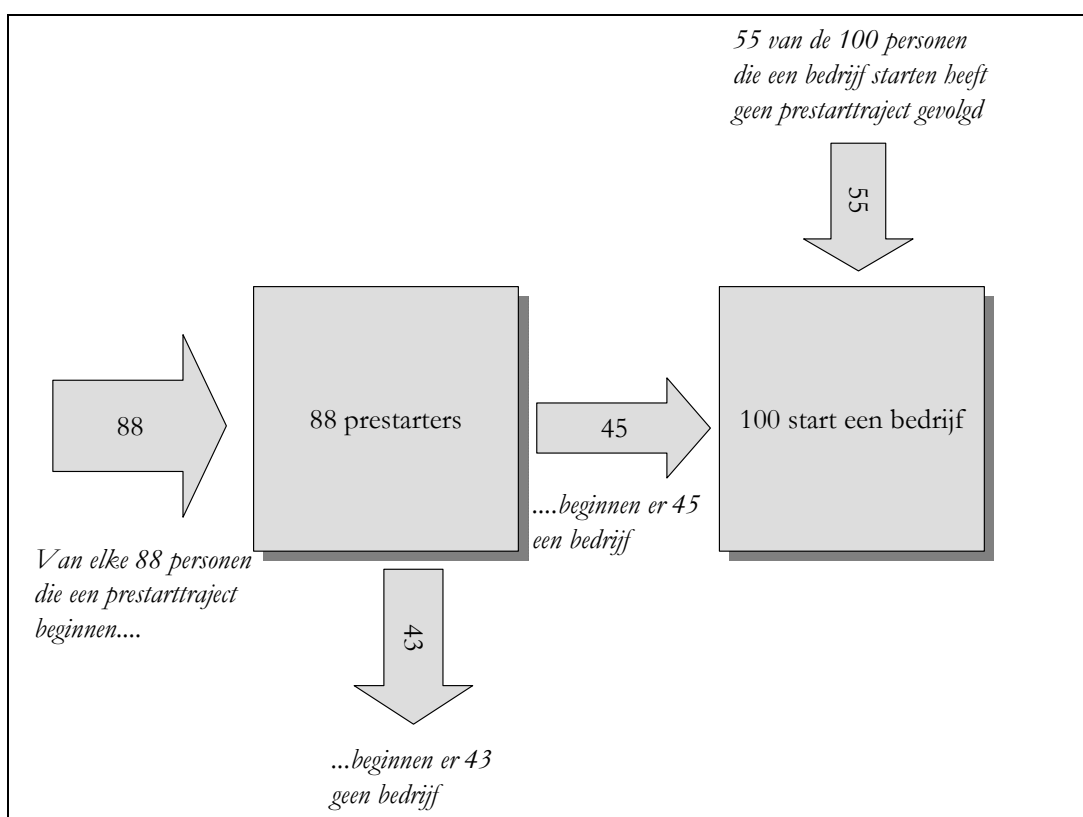 55 van de 100 personen
die een bedrijf starten heeft
geen prestarttraject gevolgd
55
88
88 prestarters
45
100 start een bedrijf
....beginnen er 45
een bedrijf
Van elke 88 personen
die een prestarttraject
beginnen....
43
...beginnen er 43
geen bedrijf